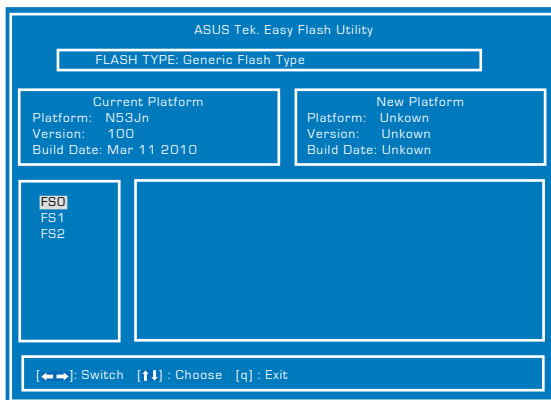 ASUS Tek. Easy Flash Utility
FLASH TYPE: Generic Flash Type
Current Platform
Platform: N53Jn
Version: 100
Build Date: Mar 11 2010
New Platform
Platform: Unkown
Version: Unkown
Build Date: Unkown
FS0
FS1
FS2
[←→]: Switch [↑↓] : Choose [q] : Exit